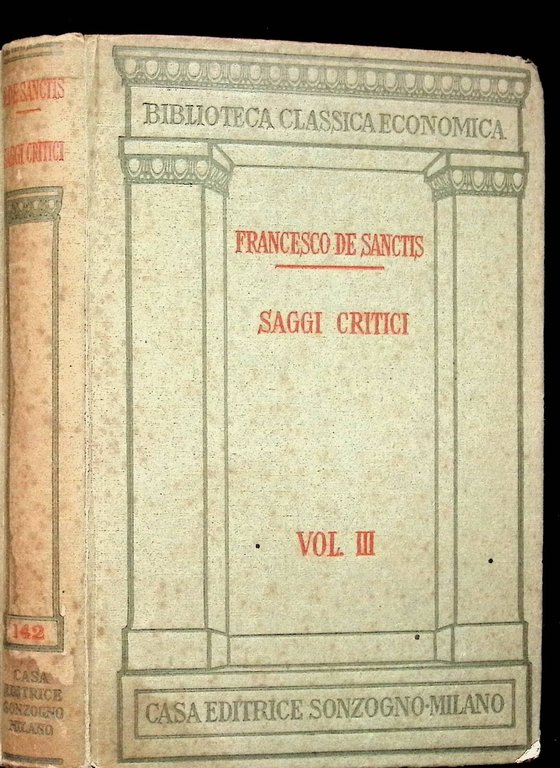 DE SANCTIS
SAGGI CRITICI
142
CASA
EDITRICE
SONZOGNO
MILANO
BIBLIOTECA CLASSICA ECONOMICA
FRANCESCO DE SANCTIS
SAGGI CRITICI
VOL. III
CASA EDITRICE SONZOGNO-MILANO